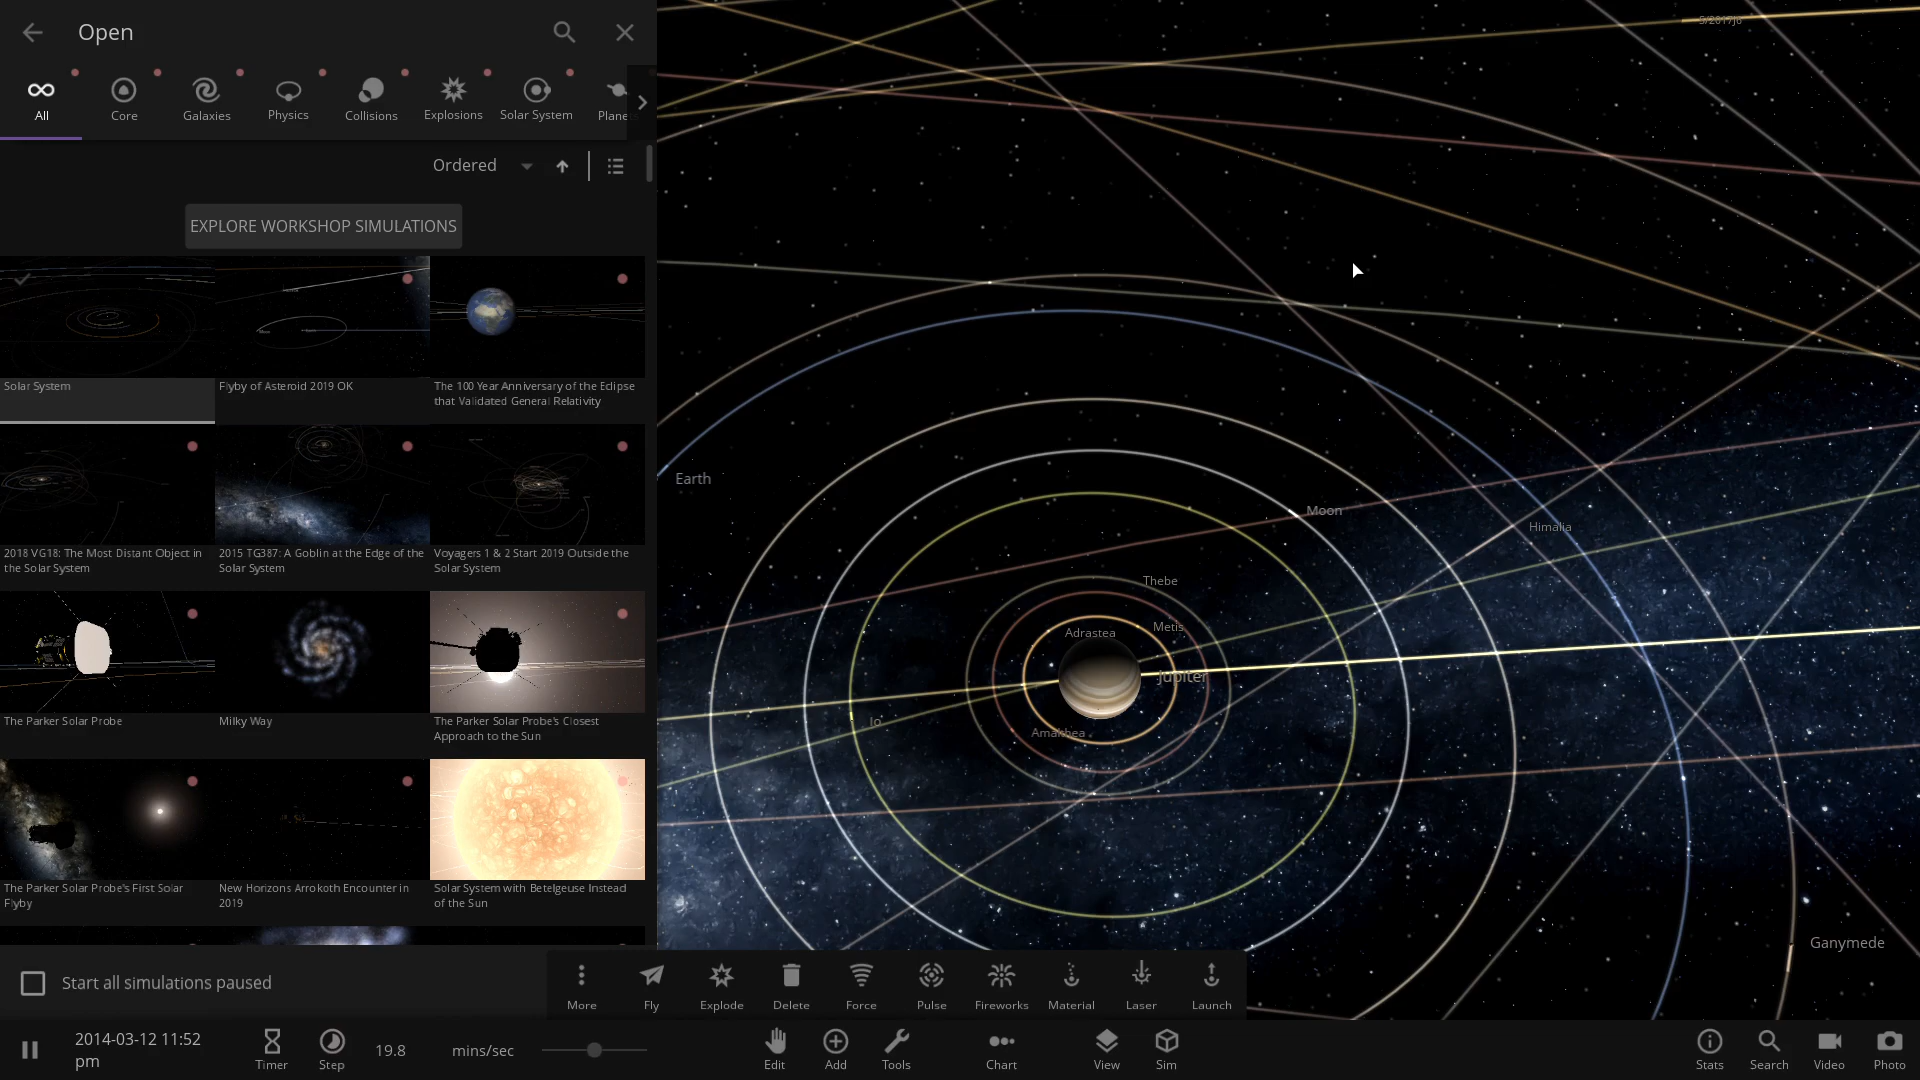 Open
All
Core
Galaxies
Physics
Collisions
Explosions
Solar System
Plane
Ordered
EXPLORE WORKSHOP SIMULATIONS
Solar System
Flyby of Asteroid 2019 OK
The 100 Year Anniversary of the Eclipse
that Validated General Relativity
2018 VG18: The Most Distant Object in
the Solar System
2015 TG387: A Goblin at the Edge of the
Solar System
Voyagers 1 & 2 Start 2019 Outside the
Solar System
The Parker Solar Probe
Milky Way
The Parker Solar Probe's Closest
Approach to the Sun
The Parker Solar Probe's First Solar
Flyby
New Horizons Arrokoth Encounter in
2019
Solar System with Betelgeuse Instead
of the Sun
Start all simulations paused
S/2017J6
Earth
Moon
Himalia
Thebe
Metis
Adrastea
Jupiter
Io
Amalthea
Ganymede
More
Fly
Explode
Delete
Force
Pulse
Fireworks
Material
Laser
Launch
2014-03-12 11:52
pm
Timer
Step
19.8
mins/sec
Edit
Add
Tools
Chart
View
Sim
Stats
Search
Video
Photo